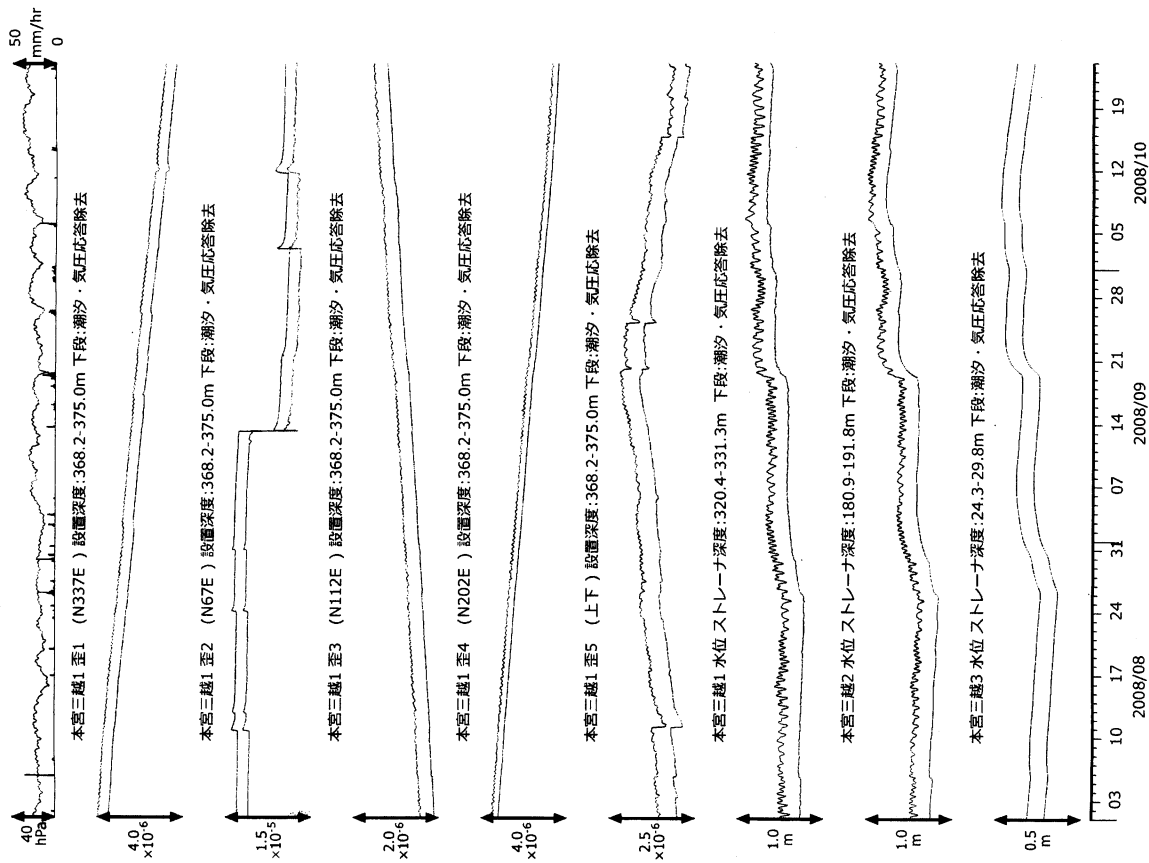 40
hPa
50
mm/hr
0
本宮三越1 歪1 (N337E ) 設置深度:368.2-375.0m 下段:潮汐・気圧応答除去
4.0
×10-6
本宮三越1 歪2 (N67E ) 設置深度:368.2-375.0m 下段:潮汐・気圧応答除去
1.5
×10-5
本宮三越1 歪3 (N112E ) 設置深度:368.2-375.0m 下段:潮汐・気圧応答除去
2.0
×10-6
本宮三越1 歪4 (N202E ) 設置深度:368.2-375.0m 下段:潮汐・気圧応答除去
4.0
×10-6
本宮三越1 歪5 (上下 ) 設置深度:368.2-375.0m 下段:潮汐・気圧応除去
2.5
×10-6
本宮三越1 水位 ストレーナ深度:320.4-331.3m 下段:潮汐・気圧応答除去
1.0
m
本宮三越2 水位 ストレーナ深度:180.9-191.8m 下段:潮汐・気圧応答除去
1.0
m
本宮三越3 水位 ストレーナ深度:24.3-29.8m 下段:潮汐・気圧応答除去
0.5
m
03 10 17 24 31 07 14 21 28 05 12 19
2008/08 2008/09 2008/10